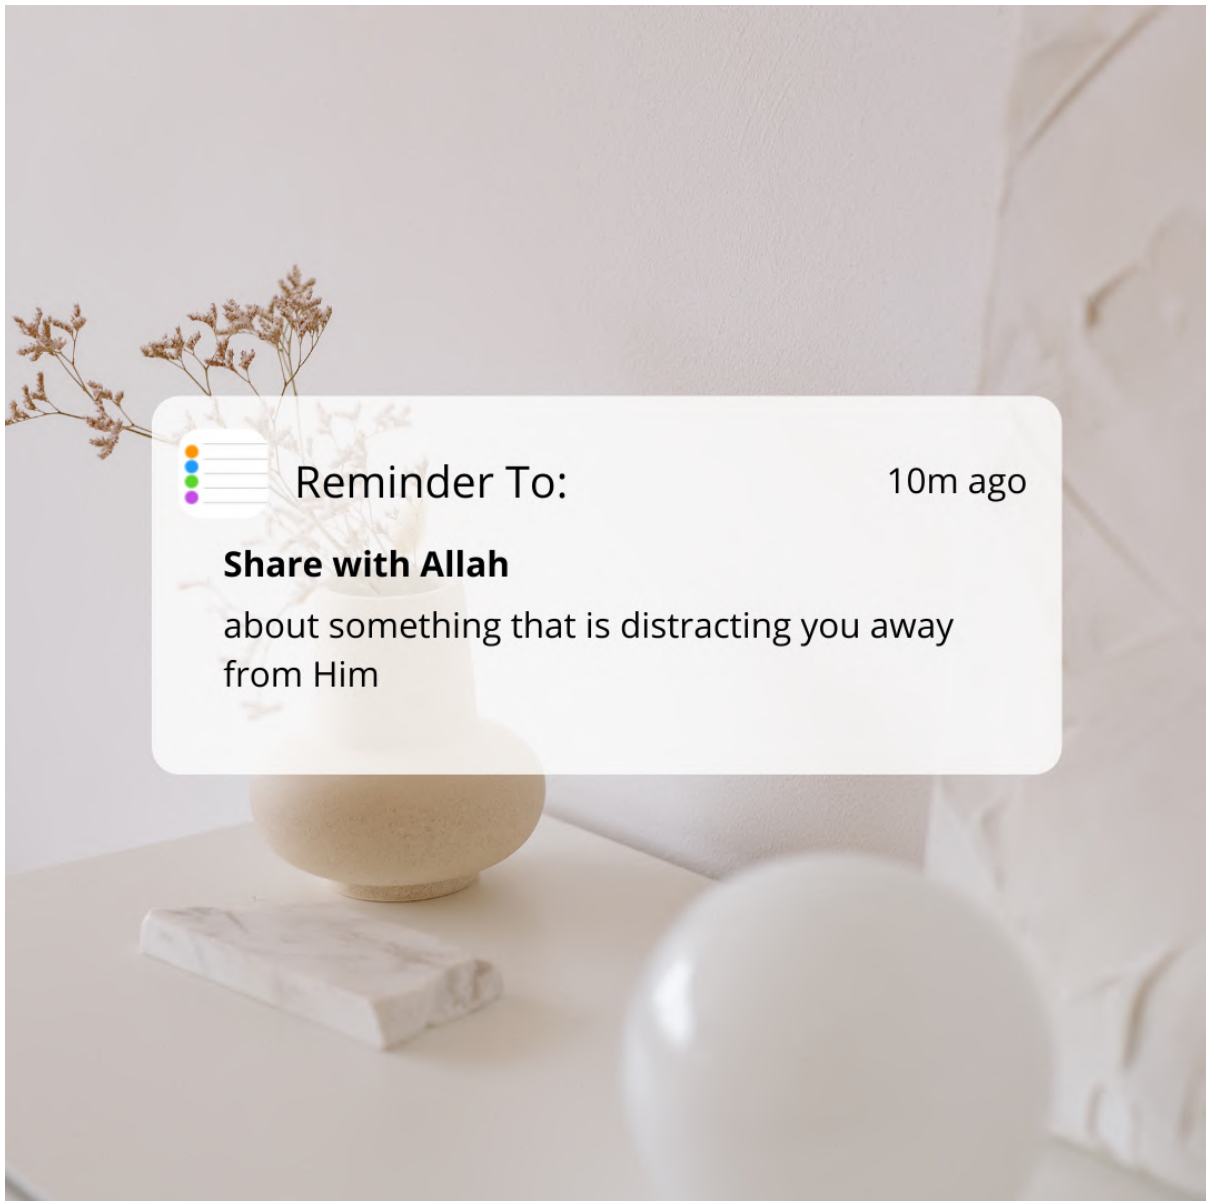 Reminder To:
10m ago
Share with Allah
about something that is distracting you away
from Him